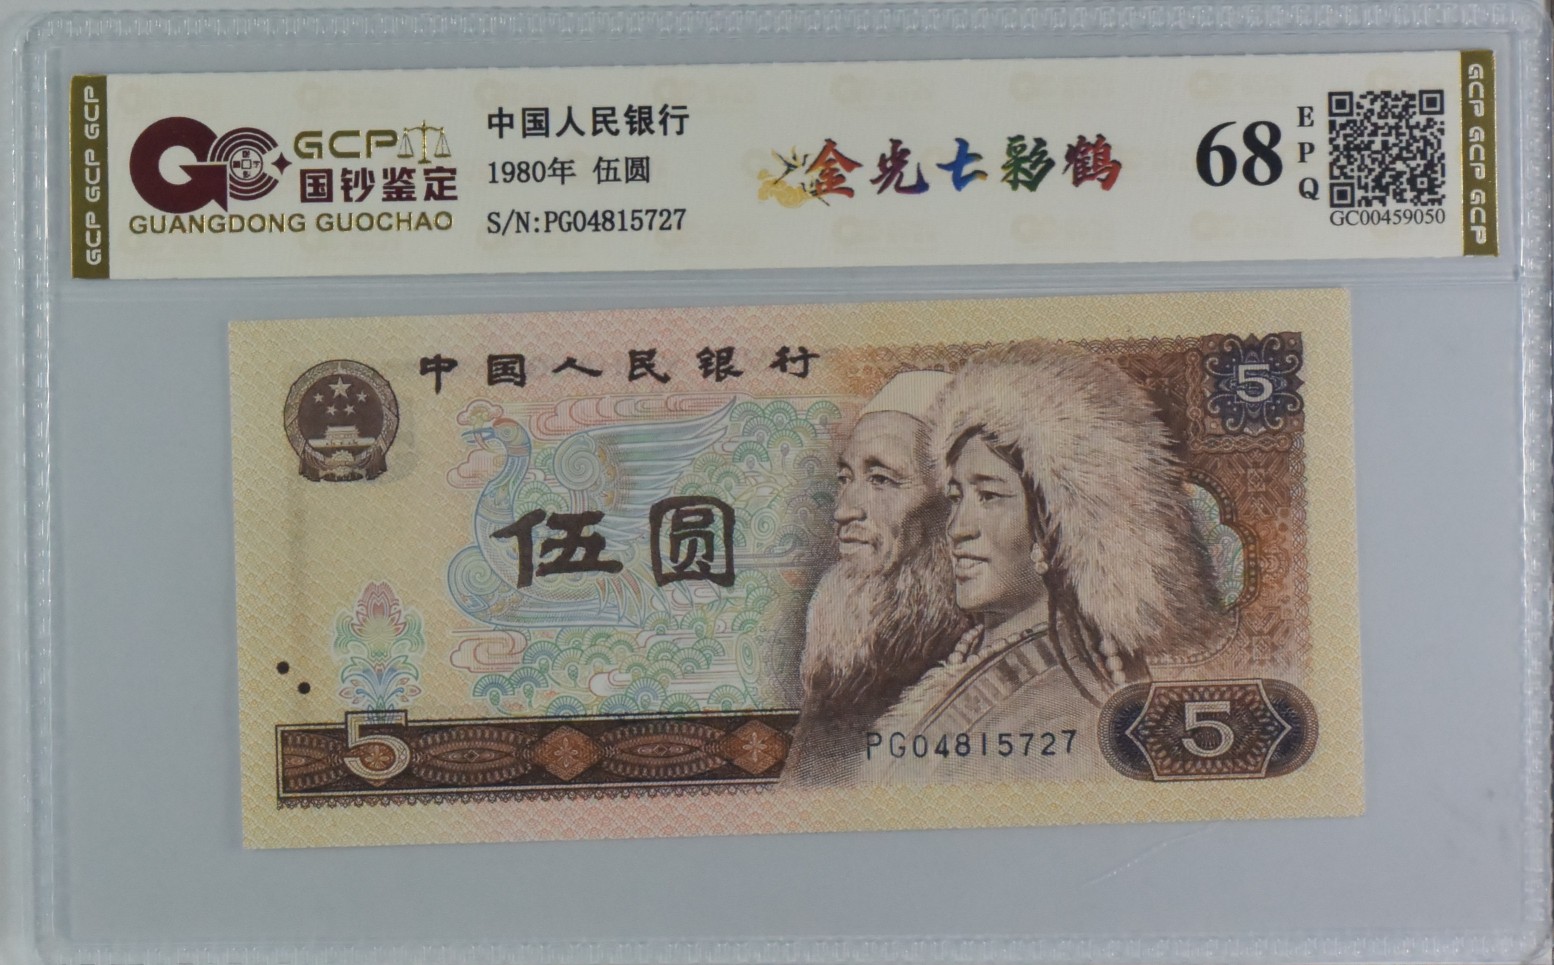 GCP GCP GCP
GCP
国钞鉴定
GUANGDONG GUOCHAO
中国人民银行
1980年 伍圆
S/N:PG04815727
金光七彩鹤
68
EPQ
GC00459050
GCP GCP GCP
中国人民银行
5
伍圆
PG04815727
5
5